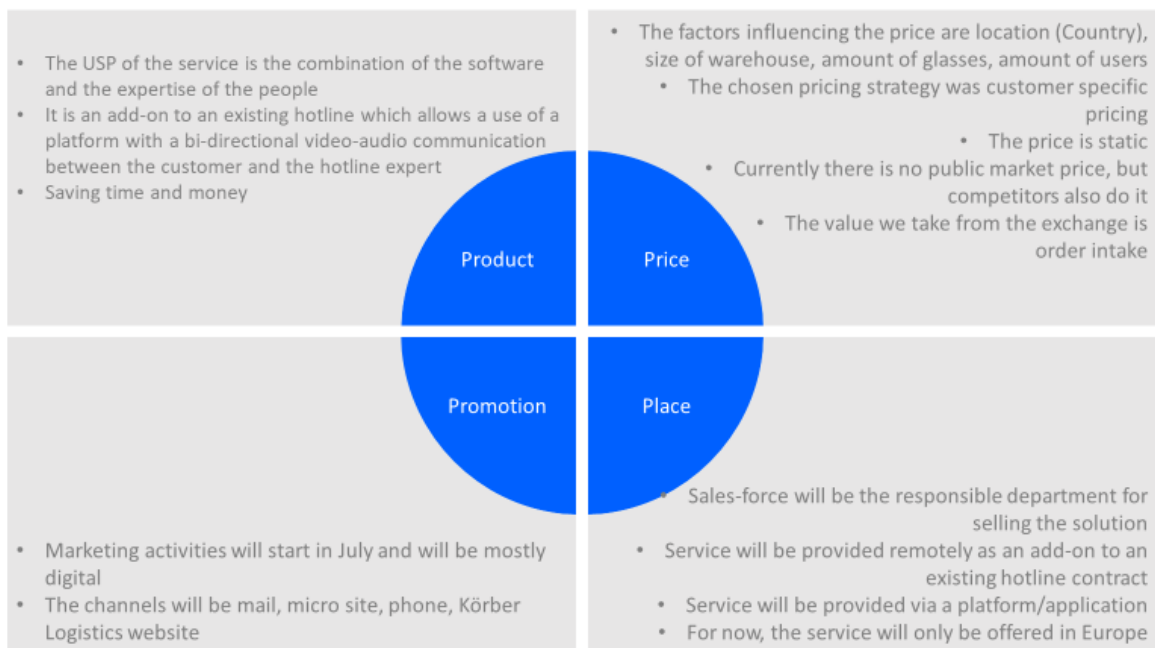 • The USP of the service is the combination of the software
and the expertise of the people
• It is an add-on to an existing hotline which allows a use of a
platform with a bi-directional video-audio communication
between the customer and the hotline expert
• Saving time and money
Product
• The factors influencing the price are location (Country),
size of warehouse, amount of glasses, amount of users
• The chosen pricing strategy was customer specific
pricing
• The price is static
• Currently there is no public market price, but
competitors also do it
• The value we take from the exchange is
order intake
Price
Promotion
• Marketing activities will start in July and will be mostly
digital
• The channels will be mail, micro site, phone, Körber
Logistics website
Place
• Sales-force will be the responsible department for
selling the solution
• Service will be provided remotely as an add-on to an
existing hotline contract
• Service will be provided via a platform/application
• For now, the service will only be offered in Europe